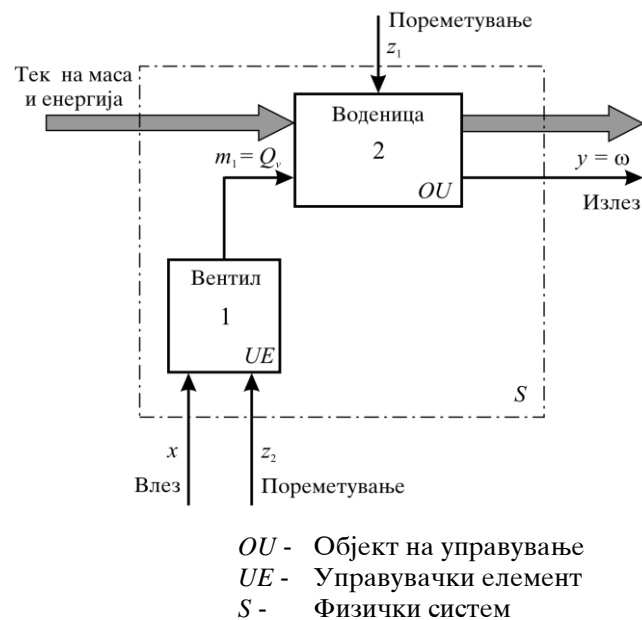 Пореметување
z₁
Тек на маса
и енергија
Воденица
2
OU
m₁ = Qᵥ
y = ω
Излез
Вентил
1
UE
S
x
z₂
Влез
Пореметување
OU - Објект на управување
UE - Управувачки елемент
S - Физички систем